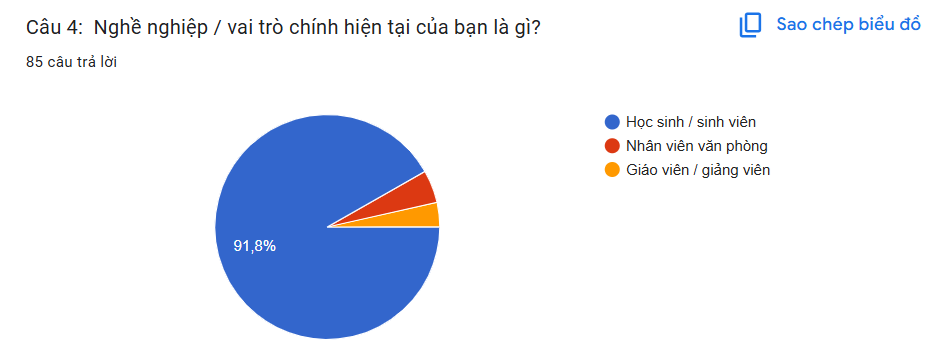 Câu 4:  Nghề nghiệp / vai trò chính hiện tại của bạn là gì?
Sao chép biểu đồ
85 câu trả lời
Học sinh / sinh viên
Nhân viên văn phòng
Giáo viên / giảng viên
91,8%